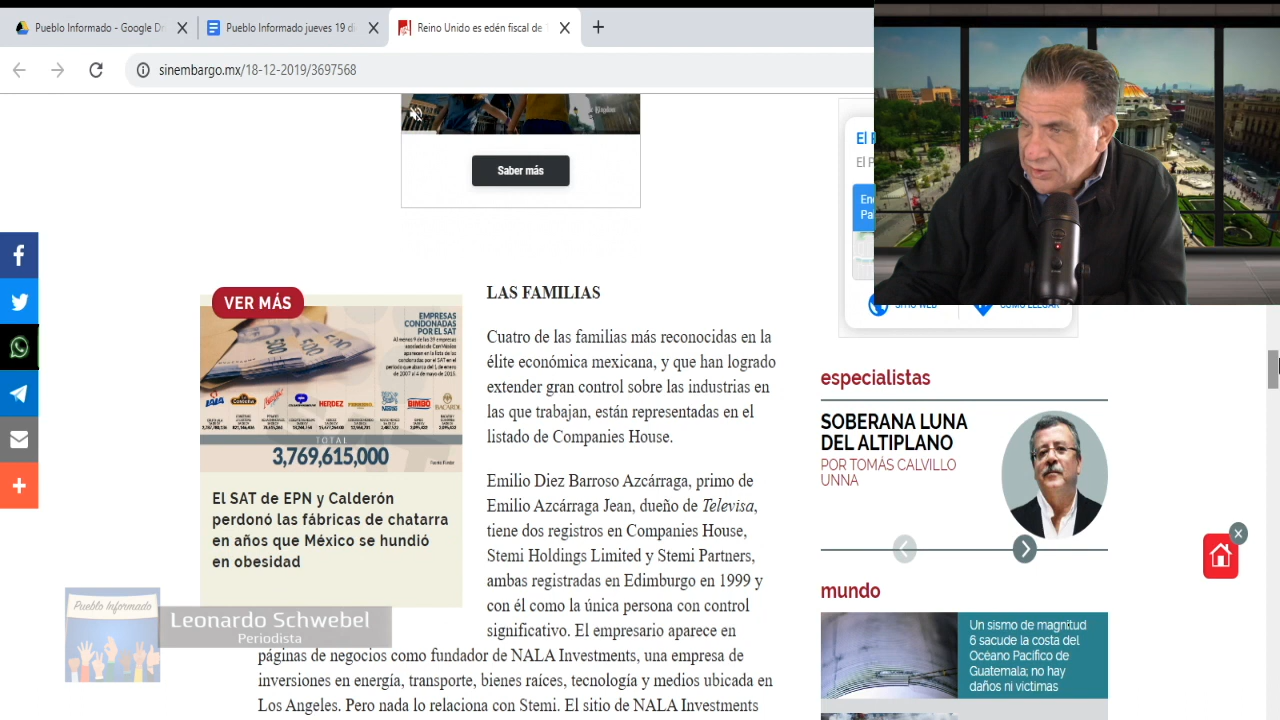 Pueblo Informado - Google Dr
Pueblo Informado jueves 19 d
Reino Unido es edén fiscal de 1
sinembargo.mx/18-12-2019/3697568
Saber más
El
El P
En
Pa
SITIO WEB
CÓMO LLEGAR
VER MÁS
EMPRESAS
CONDONADAS
POR EL SAT
LALA
HERDEZ
BIMBO
BACARDI
TOTAL
3,769,615,000
El SAT de EPN y Calderón
perdonó las fábricas de chatarra
en años que México se hundió
en obesidad
LAS FAMILIAS
Cuatro de las familias más reconocidas en la
élite económica mexicana, y que han logrado
extender gran control sobre las industrias en
las que trabajan, están representadas en el
listado de Companies House.
Emilio Diez Barroso Azcárraga, primo de
Emilio Azcárraga Jean, dueño de Televisa,
tiene dos registros en Companies House,
Stemi Holdings Limited y Stemi Partners,
ambas registradas en Edimburgo en 1999 y
con él como la única persona con control
significativo. El empresario aparece en
páginas de negocios como fundador de NALA Investments, una empresa de
energía, transporte, bienes raíces, tecnología y medios ubicada en
Los Angeles. Pero nada lo relaciona con Stemi. El sitio de NALA Investments
especialistas
SOBERANA LUNA
DEL ALTIPLANO
POR TOMÁS CALVILLO
UNNA
mundo
Un sismo de magnitud
6 sacude la costa del
Océano Pacífico de
Guatemala; no hay
daños ni víctimas
Pueblo Informado
Leonardo Schwebel
Periodista